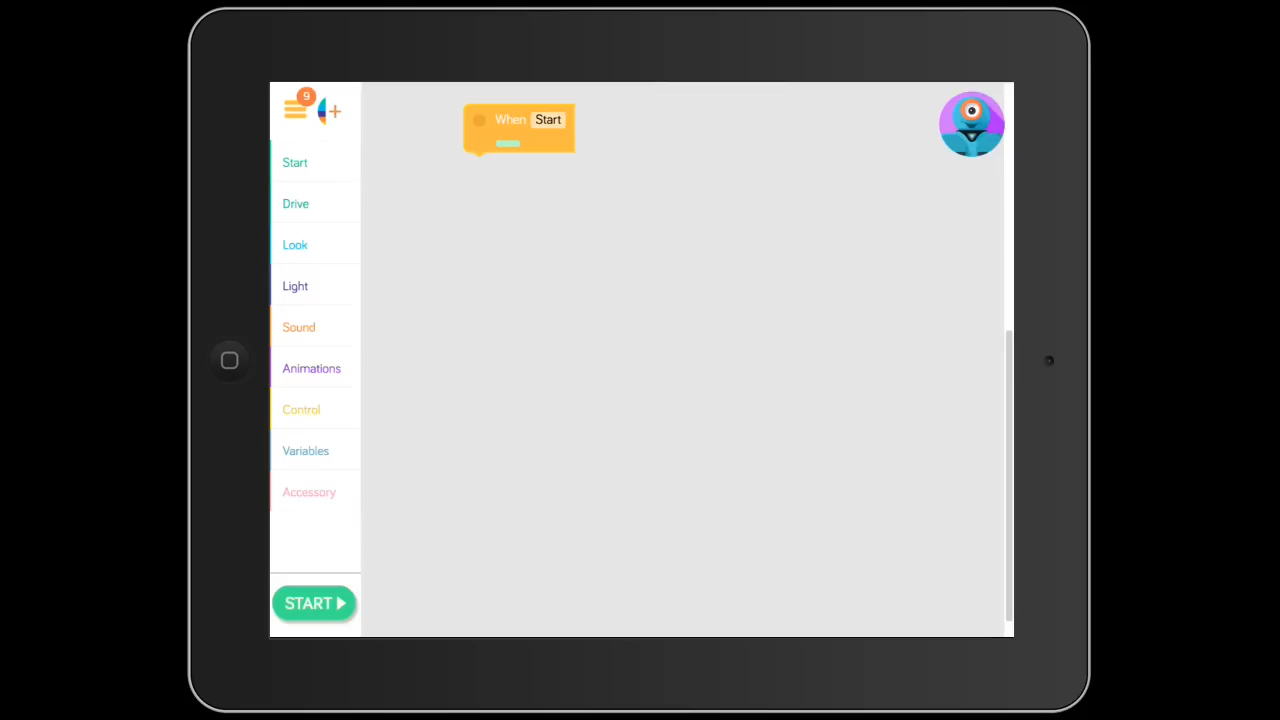 9
When Start
Start
Drive
Look
Light
Sound
Animations
Control
Variables
Accessory
START